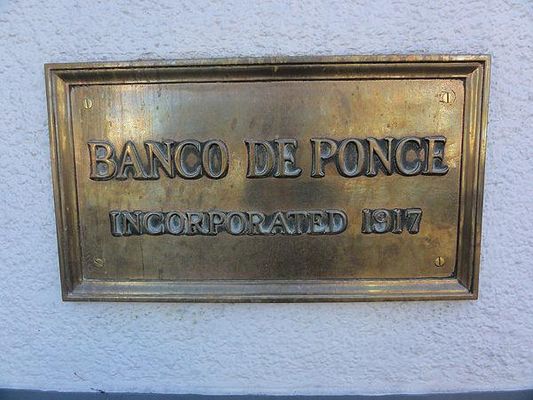 BANCO DE PONCE
INCORPORATED 1917